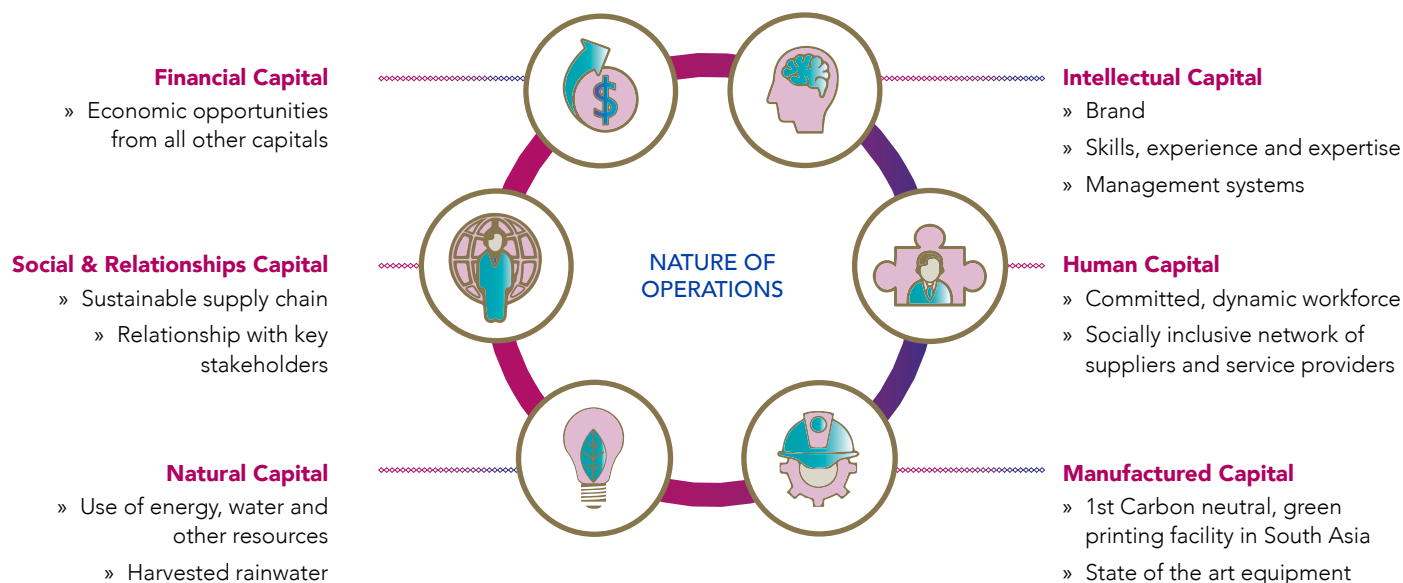 Financial Capital
» Economic opportunities
from all other capitals
Social & Relationships Capital
» Sustainable supply chain
» Relationship with key
stakeholders
Natural Capital
» Use of energy, water and
other resources
» Harvested rainwater
$
NATURE OF
OPERATIONS
Intellectual Capital
» Brand
» Skills, experience and expertise
» Management systems
Human Capital
» Committed, dynamic workforce
» Socially inclusive network of
suppliers and service providers
Manufactured Capital
» 1st Carbon neutral, green
printing facility in South Asia
» State of the art equipment